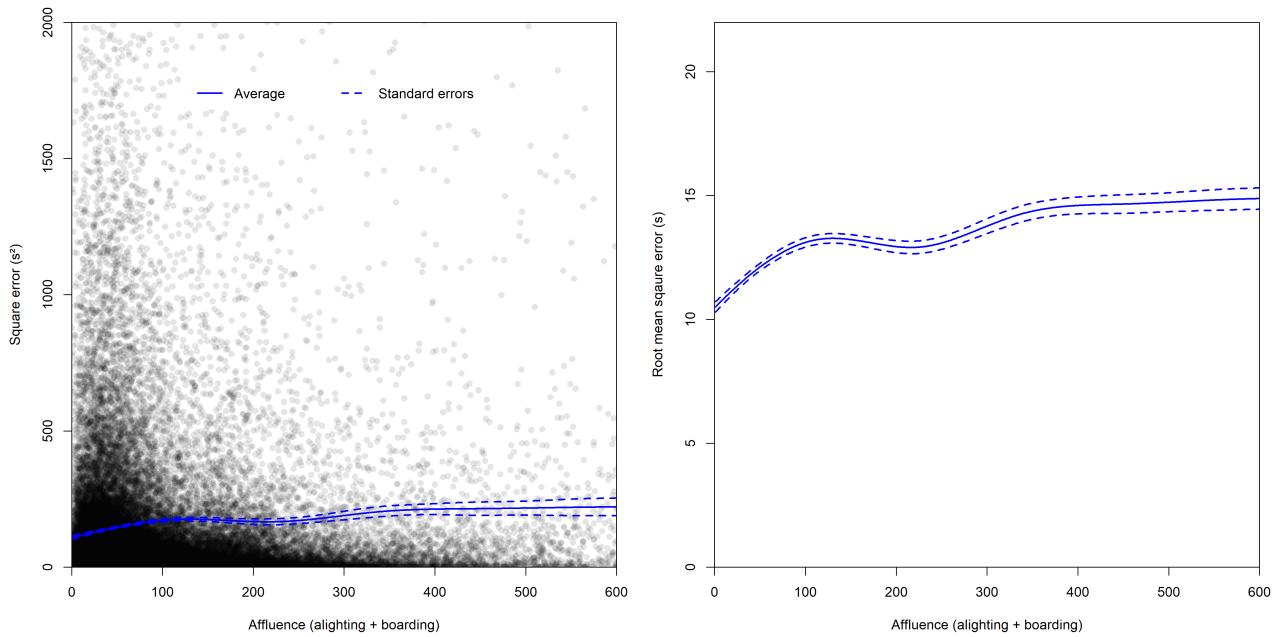 2000
1500
1000
500
0
Square error (s²)
Average
Standard errors
0 100 200 300 400 500 600
Affluence (alighting + boarding)
20
15
10
5
0
Root mean sqaure error (s)
0 100 200 300 400 500 600
Affluence (alighting + boarding)